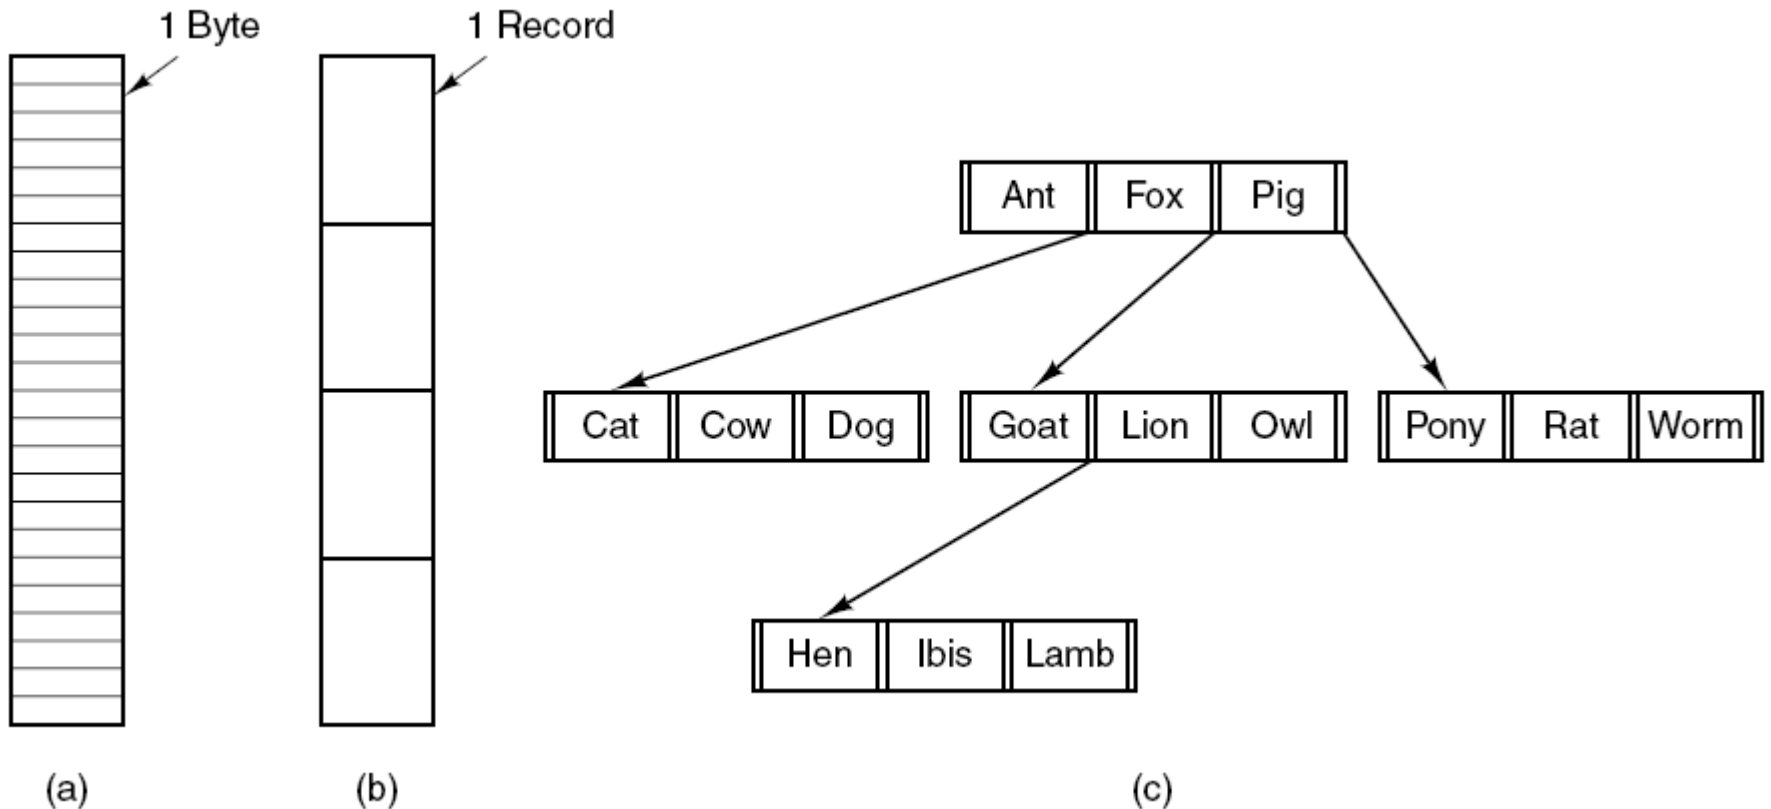 1 Byte
1 Record
Ant Fox Pig
Cat Cow Dog
Goat Lion Owl
Pony Rat Worm
Hen Ibis Lamb
(a)
(b)
(c)